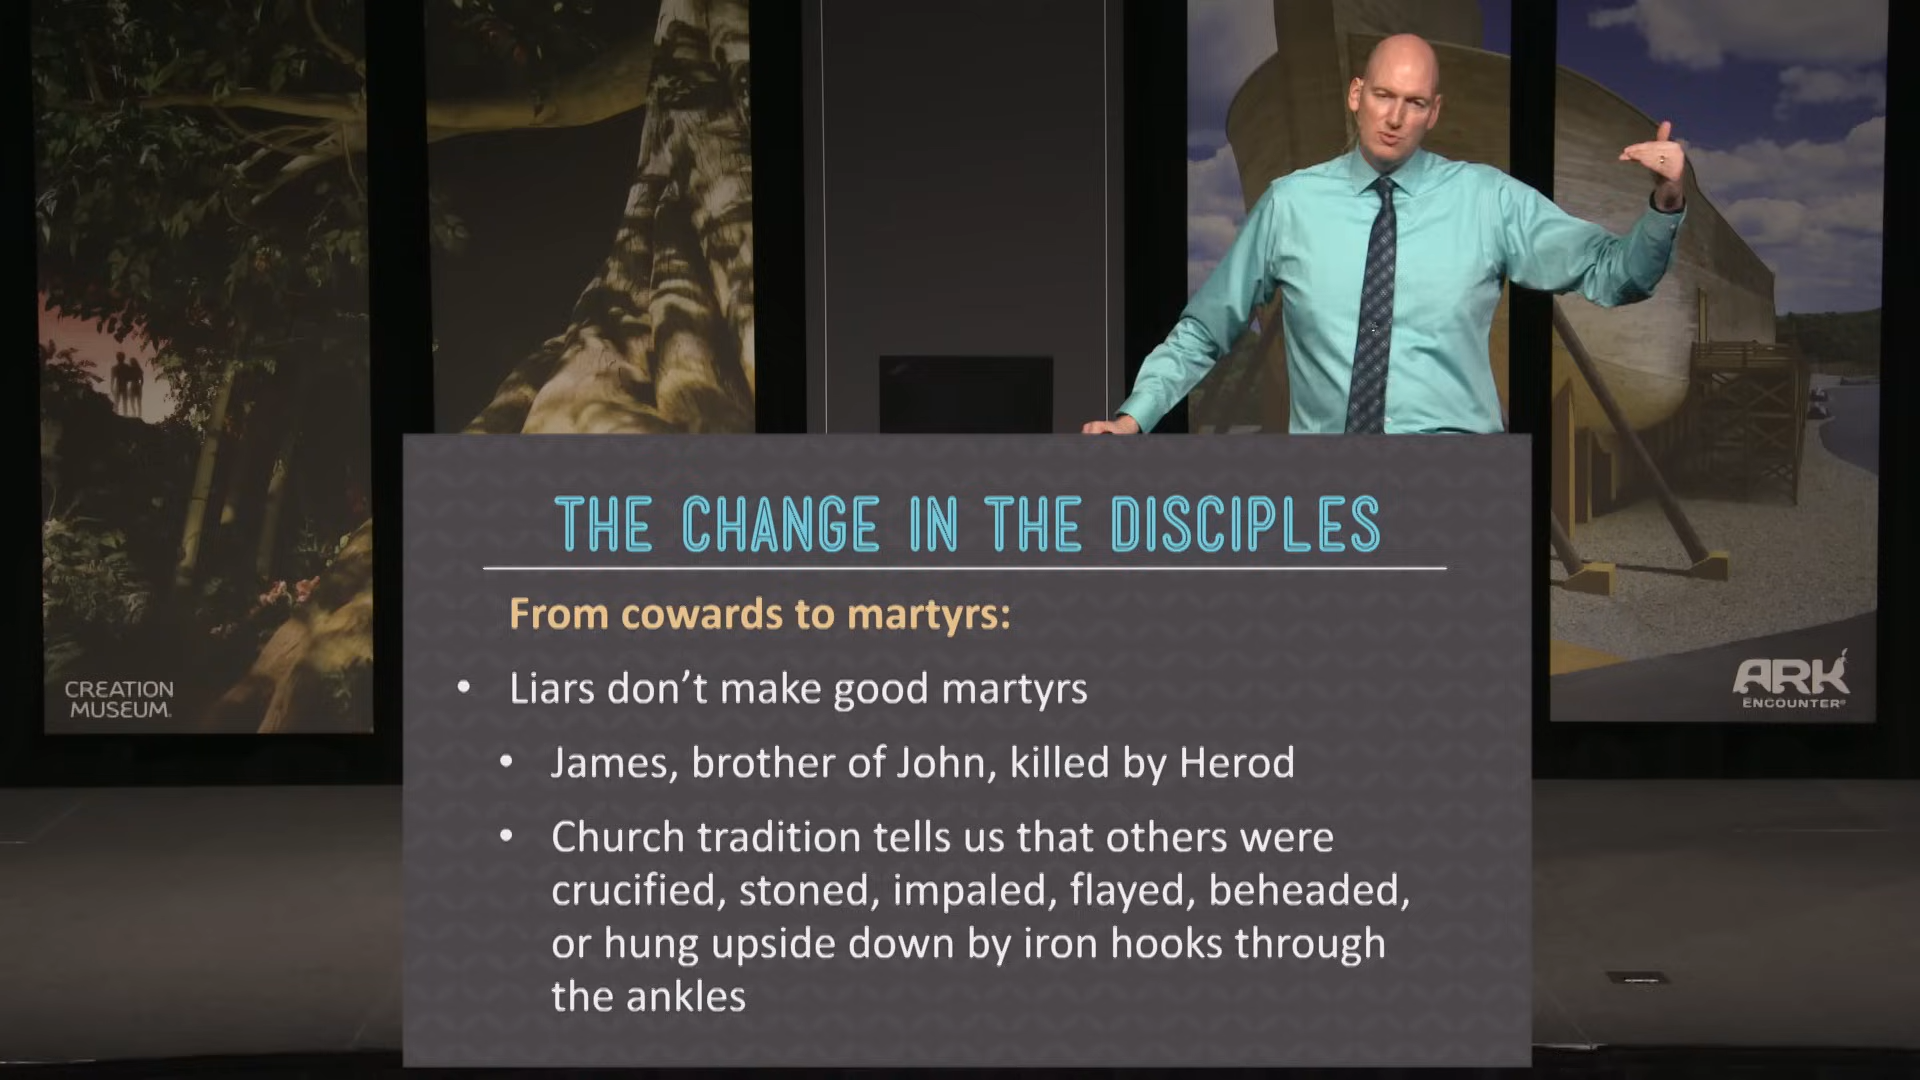 THE CHANGE IN THE DISCIPLES
From cowards to martyrs:
• Liars don’t make good martyrs
• James, brother of John, killed by Herod
• Church tradition tells us that others were
crucified, stoned, impaled, flayed, beheaded,
or hung upside down by iron hooks through
the ankles
CREATION
MUSEUM.
ARK
ENCOUNTER®